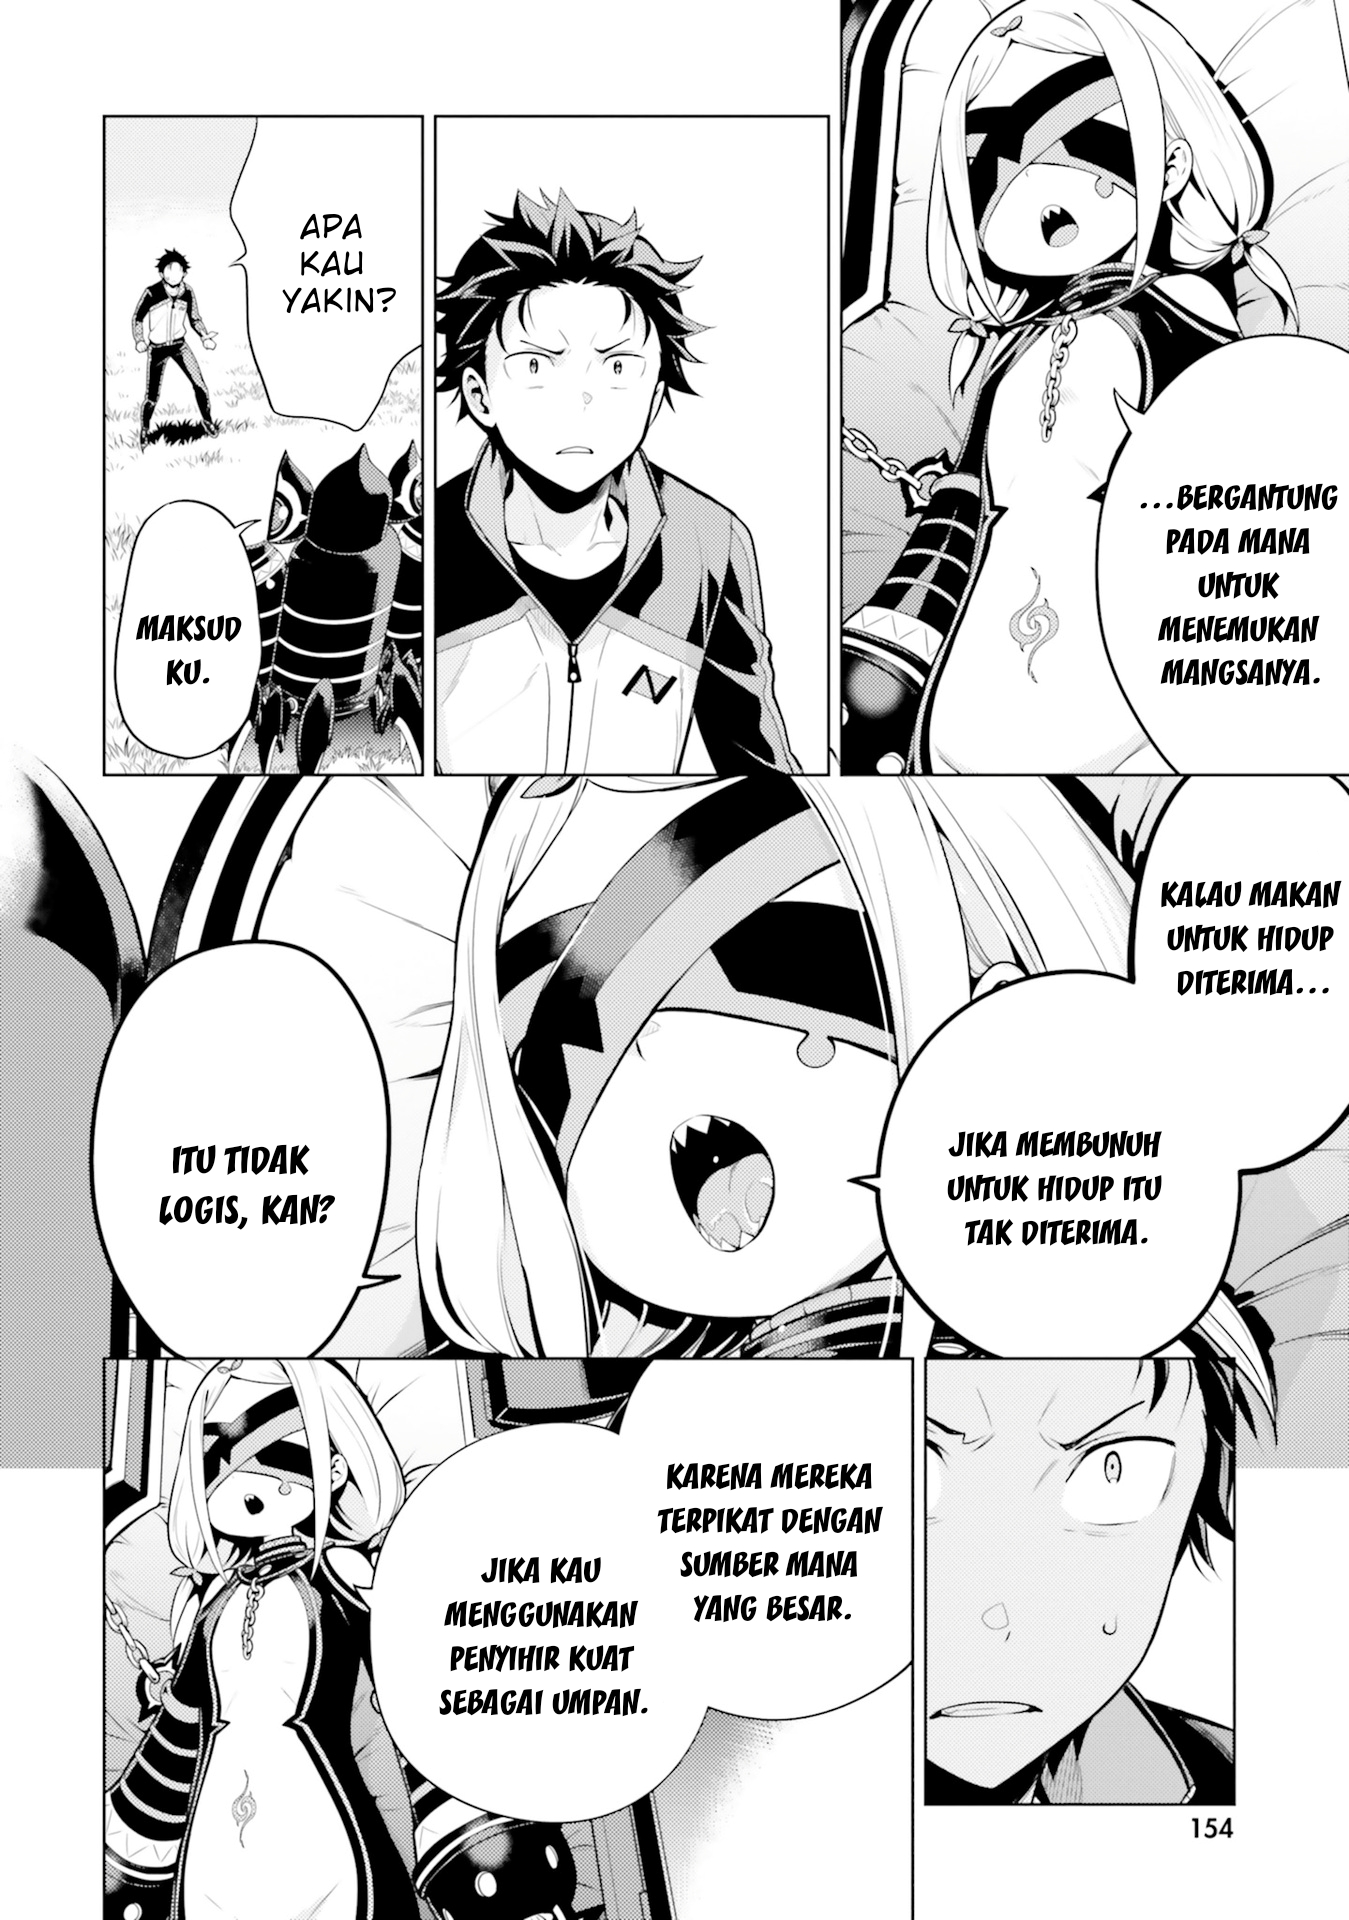 ...BERGANTUNG
PADA MANA
UNTUK
MENEMUKAN
MANGSANYA.
APA
KAU
YAKIN?
MAKSUD
KU.
KALAU MAKAN
UNTUK HIDUP
DITERIMA...
JIKA MEMBUNUH
UNTUK HIDUP ITU
TAK DITERIMA.
ITU TIDAK
LOGIS, KAN?
KARENA MEREKA
TERPIKAT DENGAN
SUMBER MANA
YANG BESAR.
JIKA KAU
MENGGUNAKAN
PENYIHIR KUAT
SEBAGAI UMPAN.
154